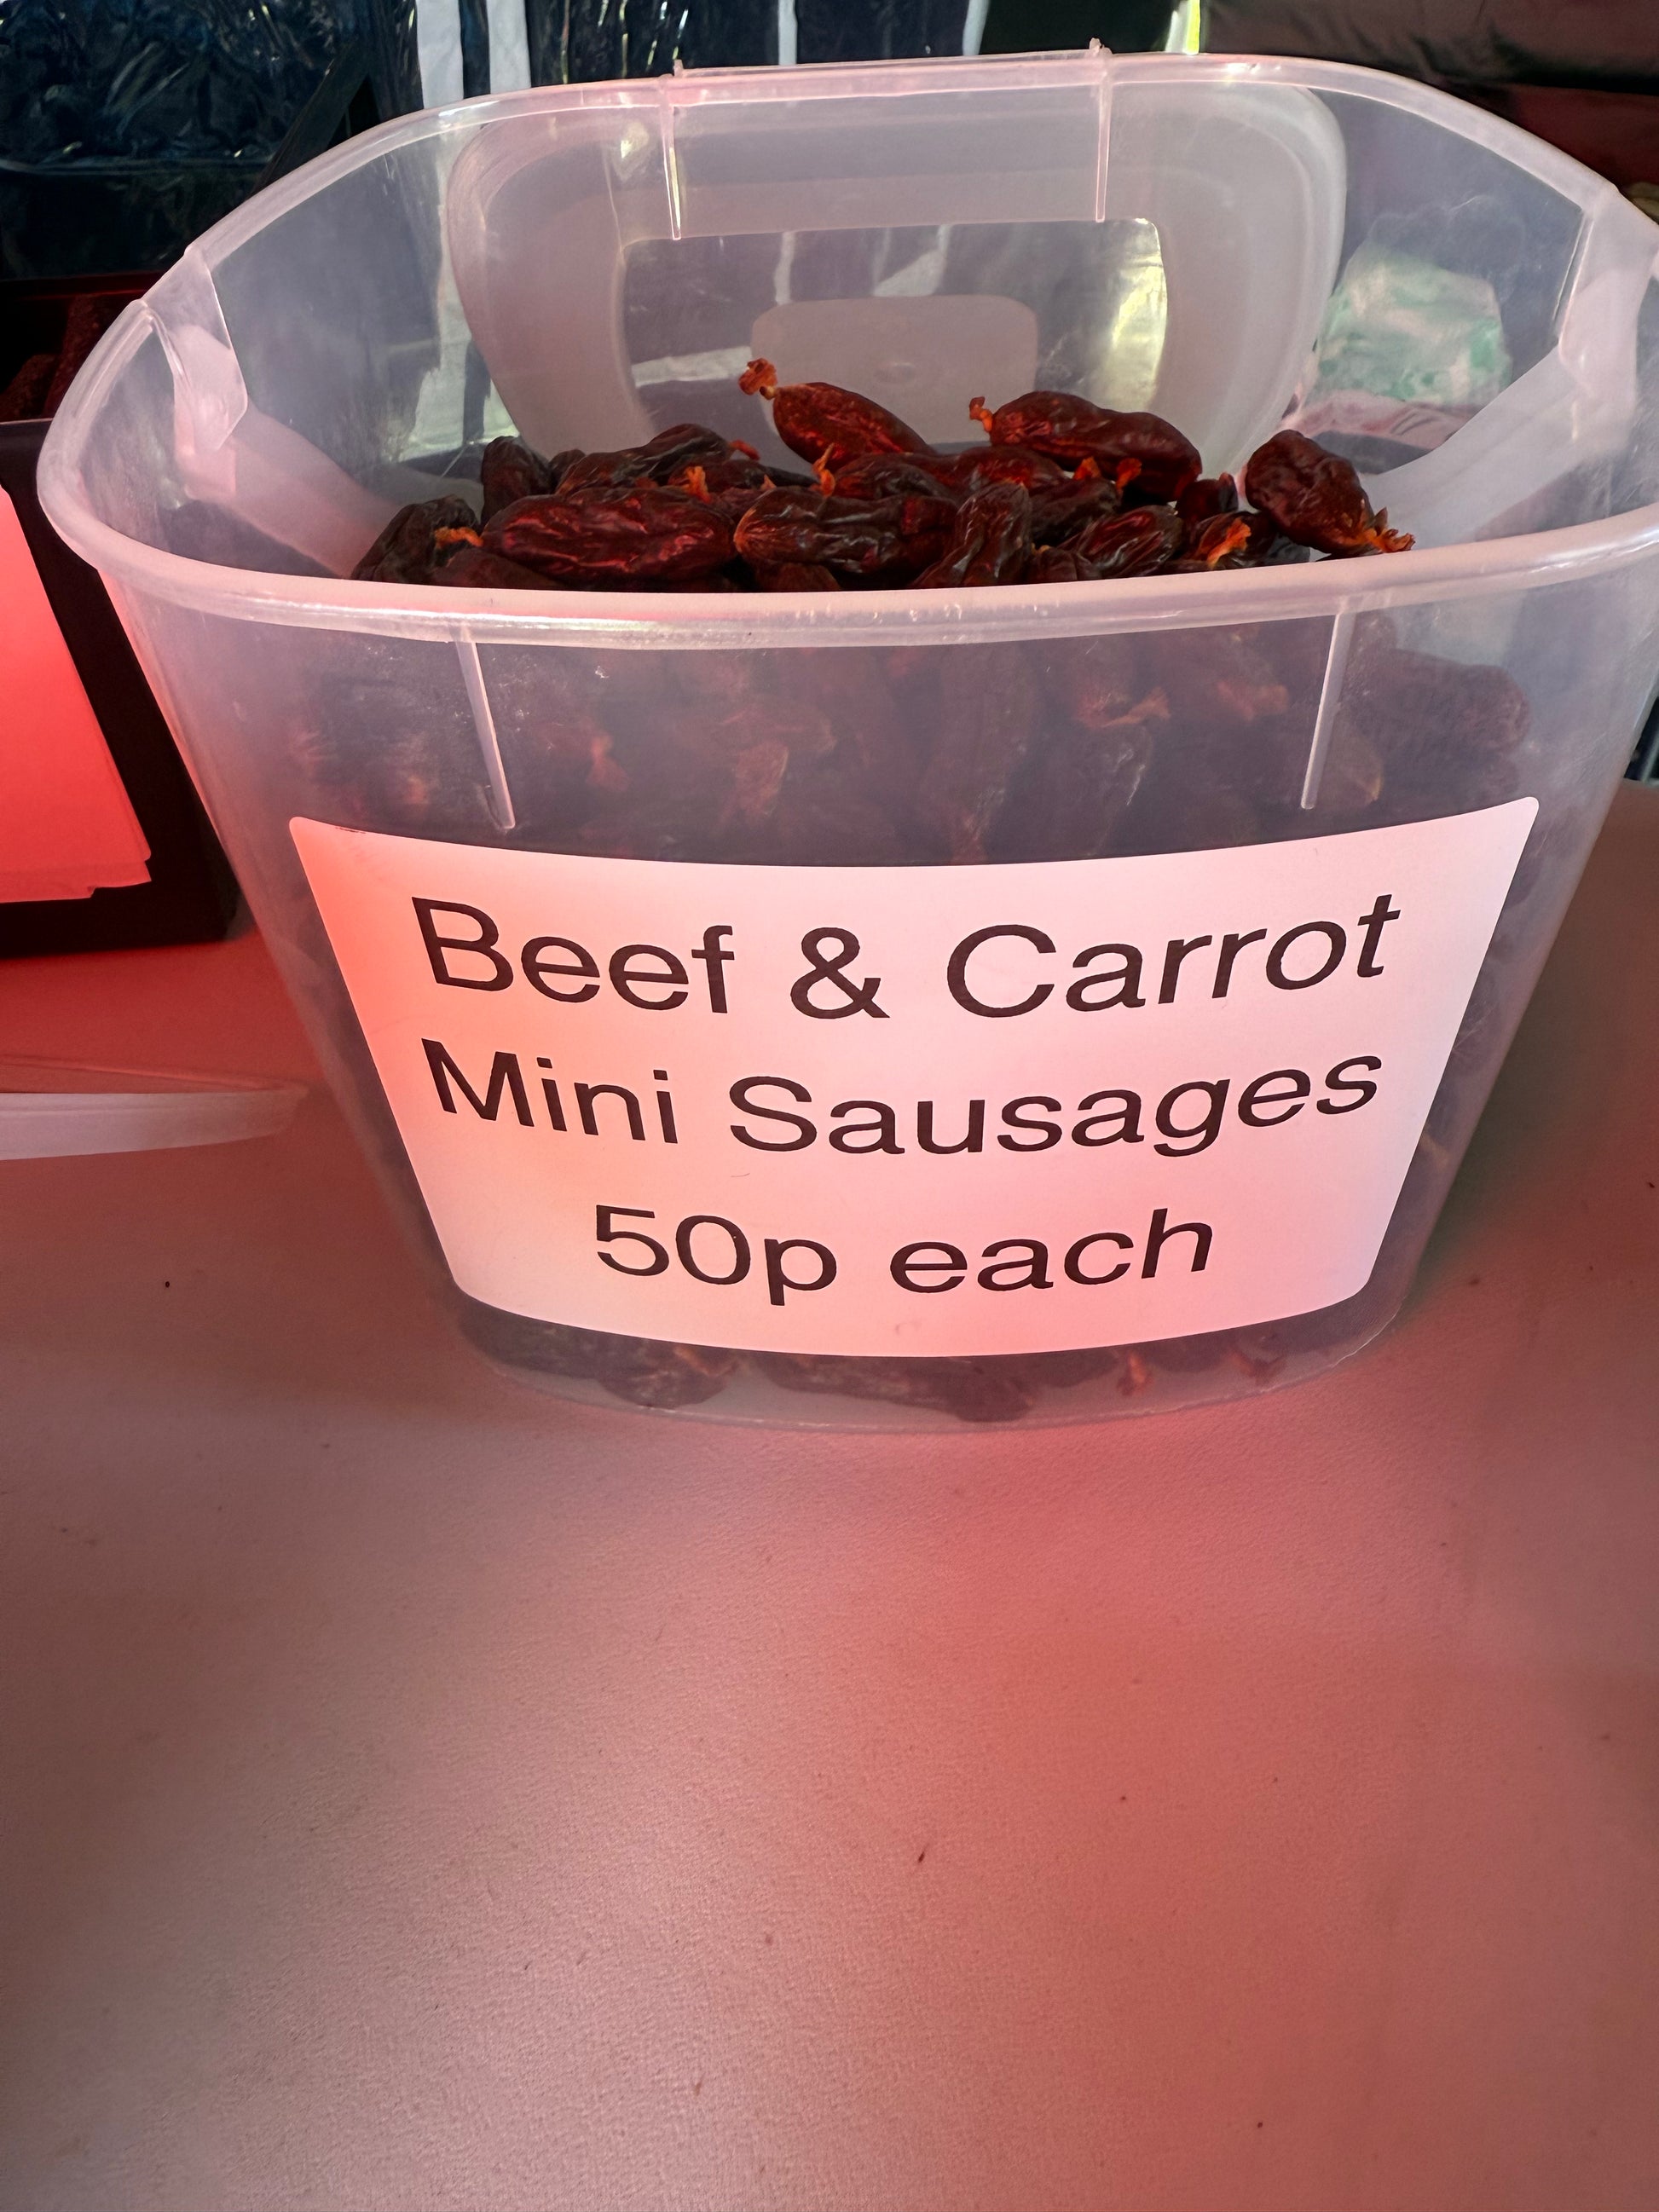 Beef & Carrot
Mini Sausages
50p each